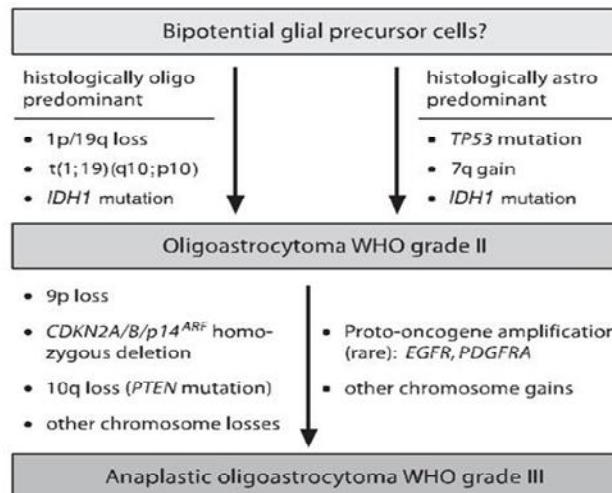 Bipotential glial precursor cells?
histologically oligo
predominant
• 1p/19q loss
• t(1;19)(q10;p10)
• IDH1 mutation
histologically astro
predominant
▪ TP53 mutation
• 7q gain
• IDH1 mutation
Oligoastrocytoma WHO grade II
• 9p loss
• CDKN2A/B/p14ARF homo-
zygous deletion
• 10q loss (PTEN mutation)
• other chromosome losses
• Proto-oncogene amplification
(rare): EGFR, PDGFRA
▪ other chromosome gains
Anaplastic oligoastrocytoma WHO grade III